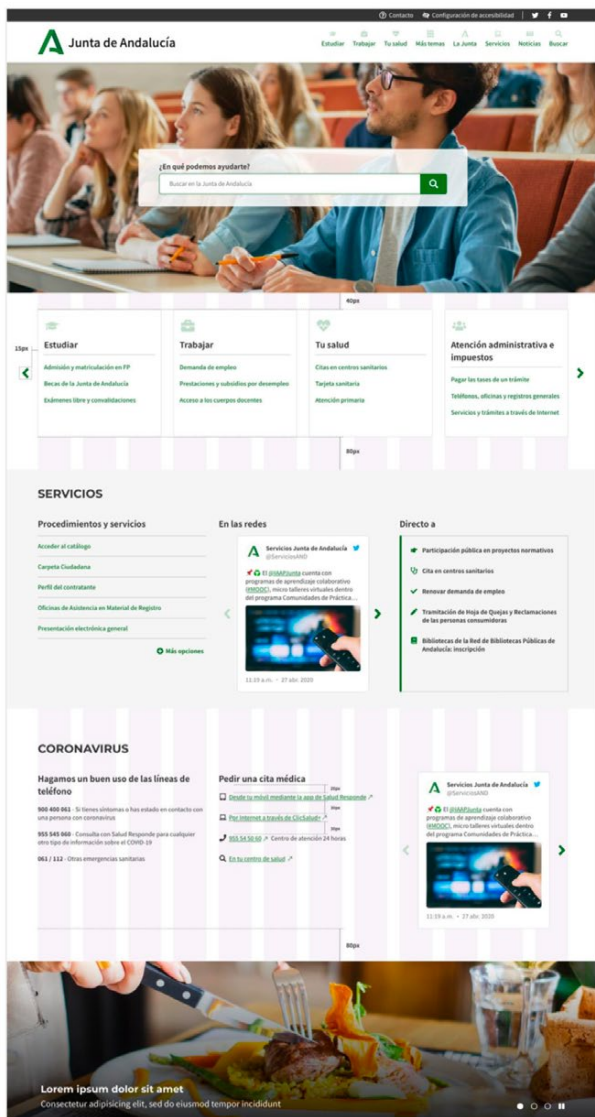 Contacto Configuración de accesibilidad
Junta de Andalucía
Estudiar Trabajar Tu salud Más temas La Junta Servicios Noticias Buscar
¿En qué podemos ayudarte?
Buscar en la Junta de Andalucía
40px
15px
Estudiar
Admisión y matriculación en FP
Becas de la Junta de Andalucía
Exámenes libre y convalidaciones
Trabajar
Demanda de empleo
Prestaciones y subsidios por desempleo
Acceso a los cuerpos docentes
Tu salud
Citas en centros sanitarios
Tarjeta sanitaria
Atención primaria
Atención administrativa e
impuestos
Pagar las tases de un trámite
Teléfonos, oficinas y registros generales
Servicios y trámites a través de Internet
80px
SERVICIOS
Procedimientos y servicios
Acceder al catálogo
Carpeta Ciudadana
Perfil del contratante
Oficinas de Asistencia en Material de Registro
Presentación electrónica general
Más opciones
En las redes
Servicios Junta de Andalucía
@ServiciosAND
El @IAAPJunta cuenta con
programas de aprendizaje colaborativo
(#MOOC), micro talleres virtuales dentro
del programa Comunidades de Práctica...
11:19 a.m. · 27 abr. 2020
Directo a
Participación pública en proyectos normativos
Cita en centros sanitarios
Renovar demanda de empleo
Tramitación de Hoja de Quejas y Reclamaciones
de las personas consumidoras
Bibliotecas de la Red de Bibliotecas Públicas de
Andalucía: inscripción
CORONAVIRUS
Hagamos un buen uso de las líneas de
teléfono
900 400 061 - Si tienes síntomas o has estado en contacto con
una persona con coronavirus
955 545 060 - Consulta con Salud Responde para cualquier
otro tipo de información sobre el COVID-19
061 / 112 - Otras emergencias sanitarias
Pedir una cita médica
Desde tu móvil mediante la app de Salud Responde
Por internet a través de ClicSalud+
955 54 50 60 Centro de atención 24 horas
En tu centro de salud
Servicios Junta de Andalucía
@ServiciosAND
El @IAAPJunta cuenta con
programas de aprendizaje colaborativo
(#MOOC), micro talleres virtuales dentro
del programa Comunidades de Práctica...
11:19 a.m. · 27 abr. 2020
80px
Lorem ipsum dolor sit amet
Consectetur adipisicing elit, sed do eiusmod tempor incididunt